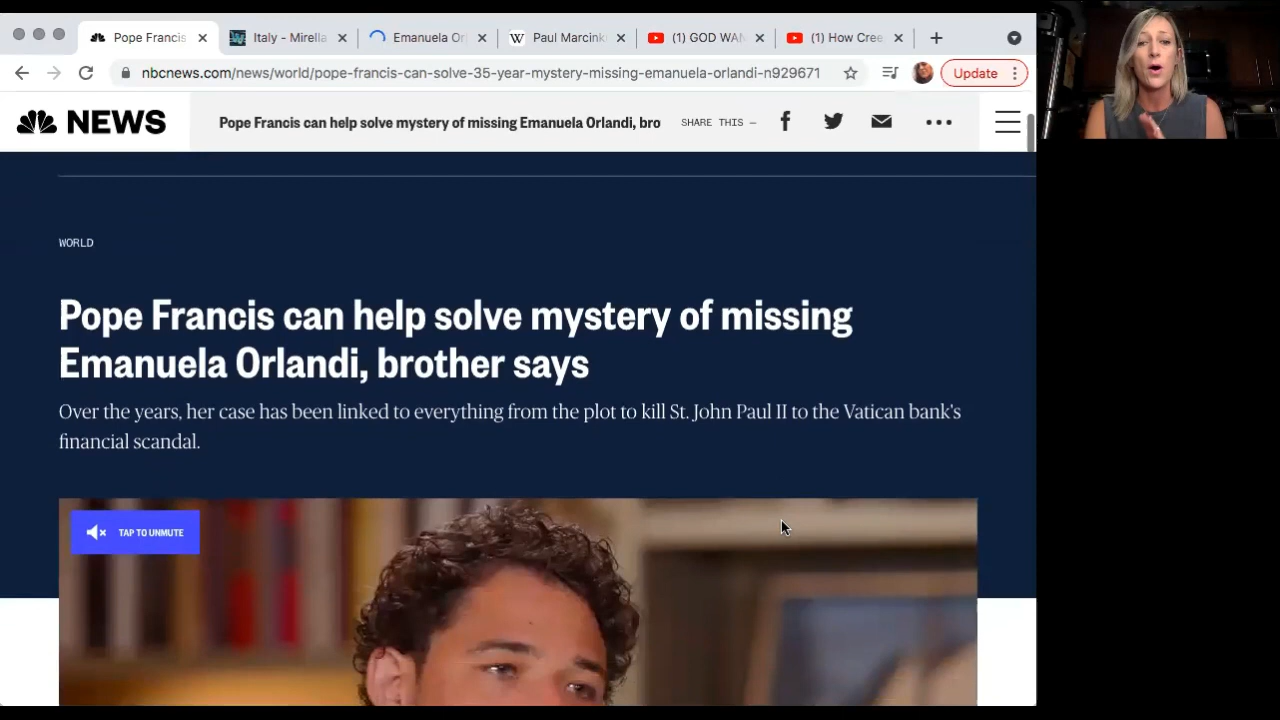 Pope Francis
Italy - Mirella
Emanuela Or
Paul Marcink
(1) GOD WAN
(1) How Cree
nbcnews.com/news/world/pope-francis-can-solve-35-year-mystery-missing-emanuela-orlandi-n929671
Update
NEWS
Pope Francis can help solve mystery of missing Emanuela Orlandi, bro
SHARE THIS —
WORLD
Pope Francis can help solve mystery of missing
Emanuela Orlandi, brother says
Over the years, her case has been linked to everything from the plot to kill St. John Paul II to the Vatican bank's
financial scandal.
TAP TO UNMUTE